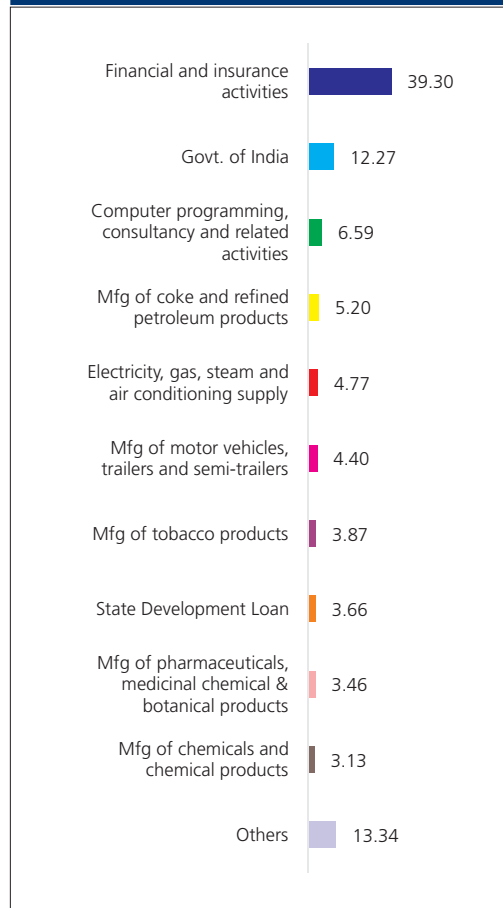 Financial and insurance
activities
39.30
Govt. of India
12.27
Computer programming,
consultancy and related
activities
6.59
Mfg of coke and refined
petroleum products
5.20
Electricity, gas, steam and
air conditioning supply
4.77
Mfg of motor vehicles,
trailers and semi-trailers
4.40
Mfg of tobacco products
3.87
State Development Loan
3.66
Mfg of pharmaceuticals,
medicinal chemical &
botanical products
3.46
Mfg of chemicals and
chemical products
3.13
Others
13.34